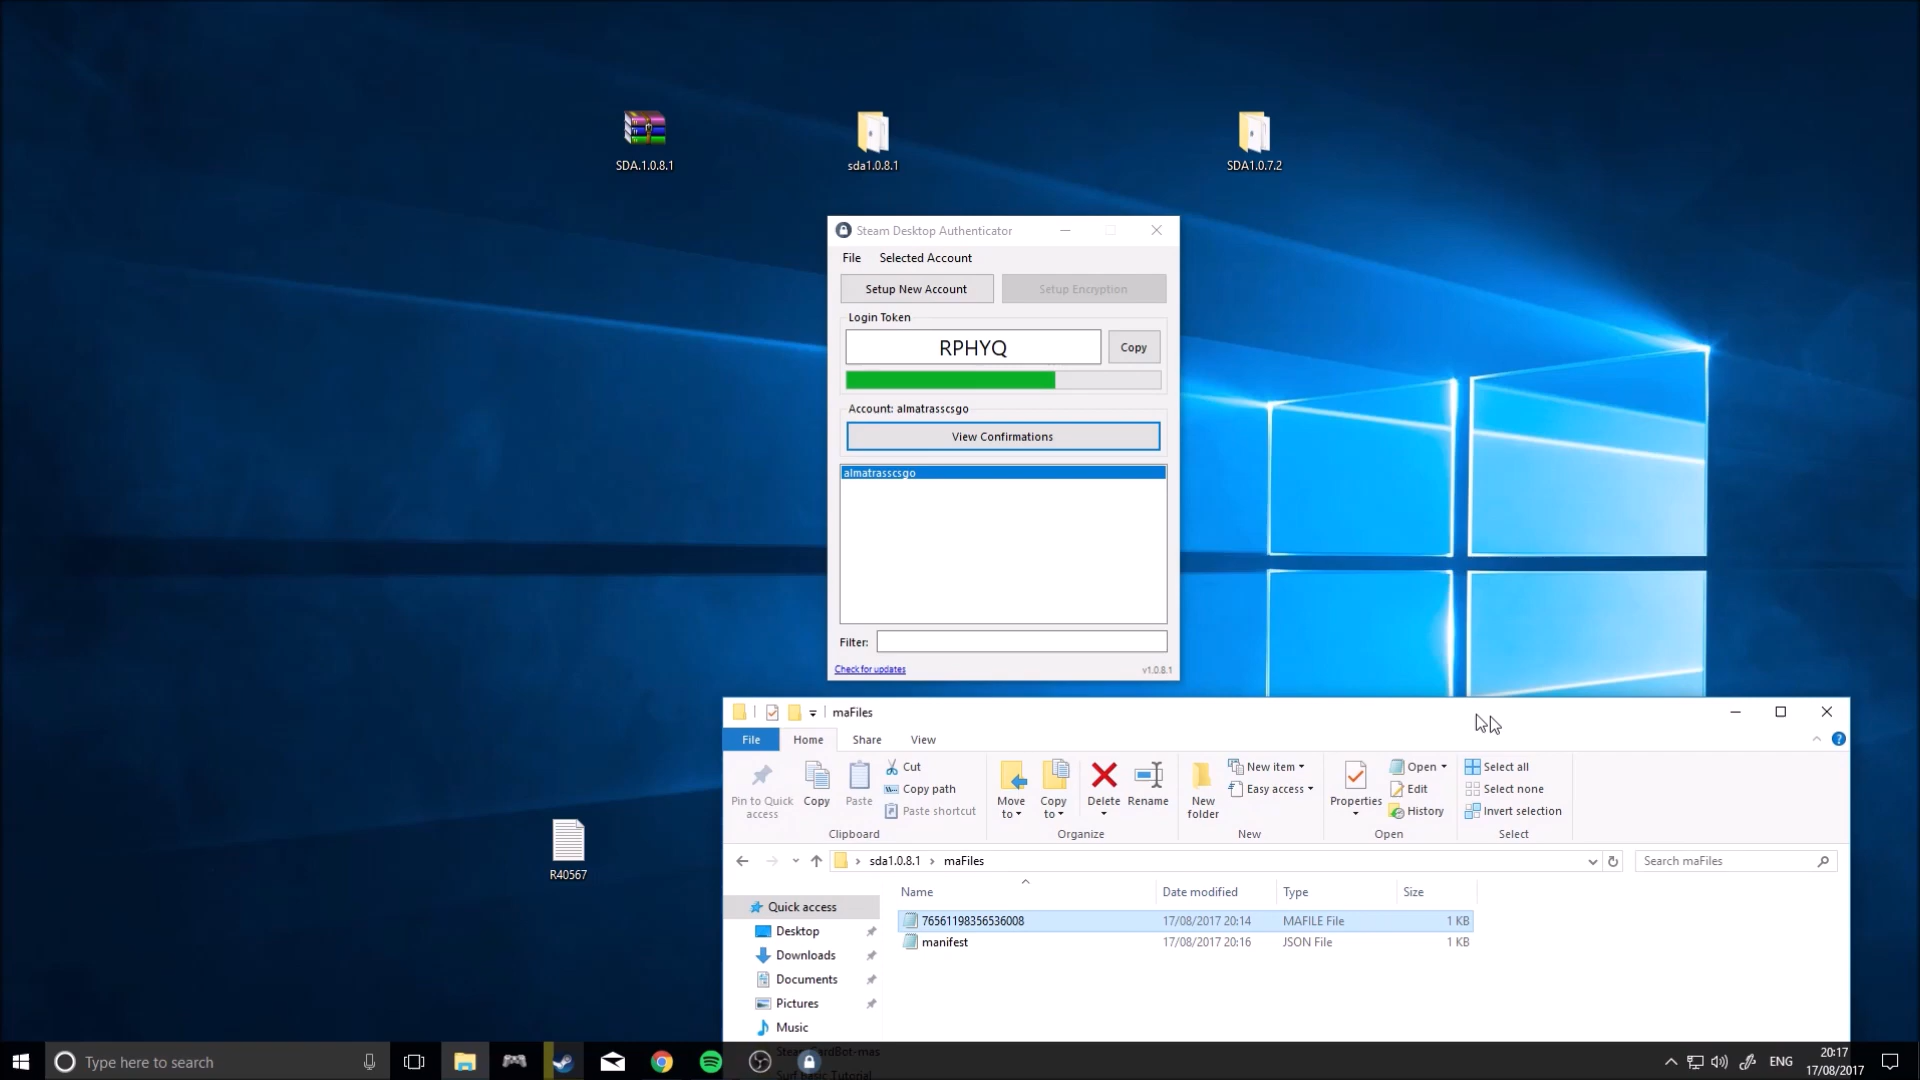 SDA.1.0.8.1
sda1.0.8.1
SDA1.0.7.2
Steam Desktop Authenticator
File Selected Account
Setup New Account Setup Encryption
Login Token
RPHYQ Copy
Account: almatrasscsgo
View Confirmations
almatrasscsgo
Filter:
Check for updates v1.0.8.1
R40567
maFiles
File Home Share View
Pin to Quick access
Copy
Paste
Cut
Copy path
Paste shortcut
Clipboard
Move to
Copy to
Delete
Rename
Organize
New folder
New item
Easy access
New
Properties
Open
Edit
History
Open
Select all
Select none
Invert selection
Select
sda1.0.8.1 maFiles Search maFiles
Name Date modified Type Size
76561198356536008 17/08/2017 20:14 MAFILE File 1 KB
manifest 17/08/2017 20:16 JSON File 1 KB
Quick access
Desktop
Downloads
Documents
Pictures
Music
Type here to search
ENG
20:17
17/08/2017